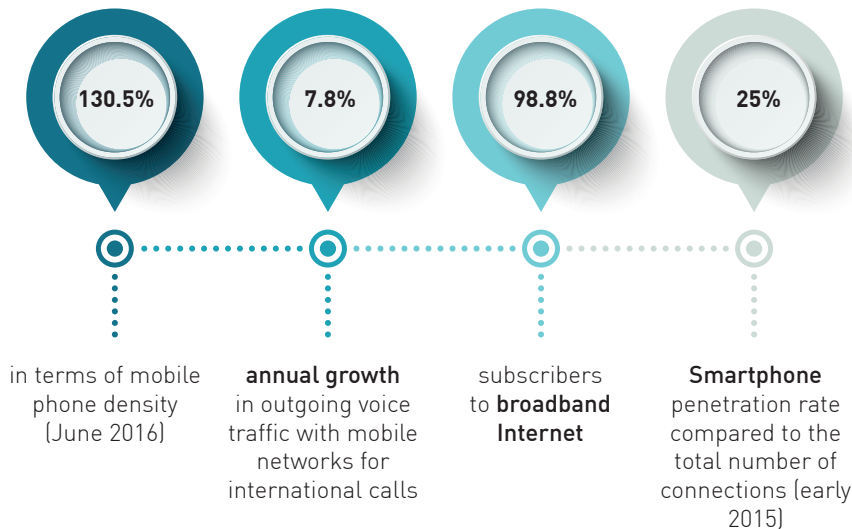 130.5%
7.8%
98.8%
25%
in terms of mobile
phone density
(June 2016)
annual growth
in outgoing voice
traffic with mobile
networks for
international calls
subscribers
to broadband
Internet
Smartphone
penetration rate
compared to the
total number of
connections (early
2015)